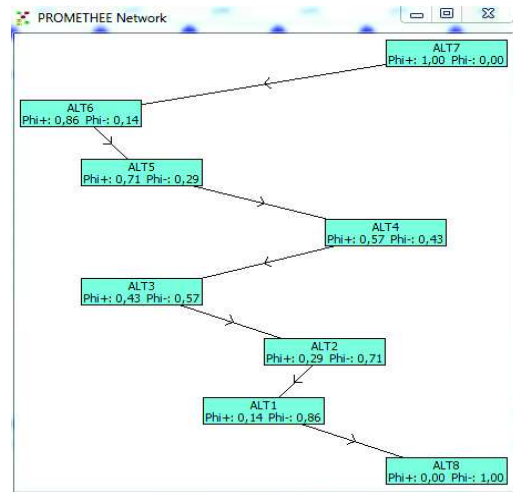 PROMETHEE Network
ALT7
Phi+: 1,00 Phi-: 0,00
ALT6
Phi+: 0,86 Phi-: 0,14
ALT5
Phi+: 0,71 Phi-: 0,29
ALT4
Phi+: 0,57 Phi-: 0,43
ALT3
Phi+: 0,43 Phi-: 0,57
ALT2
Phi+: 0,29 Phi-: 0,71
ALT1
Phi+: 0,14 Phi-: 0,86
ALT8
Phi+: 0,00 Phi-: 1,00